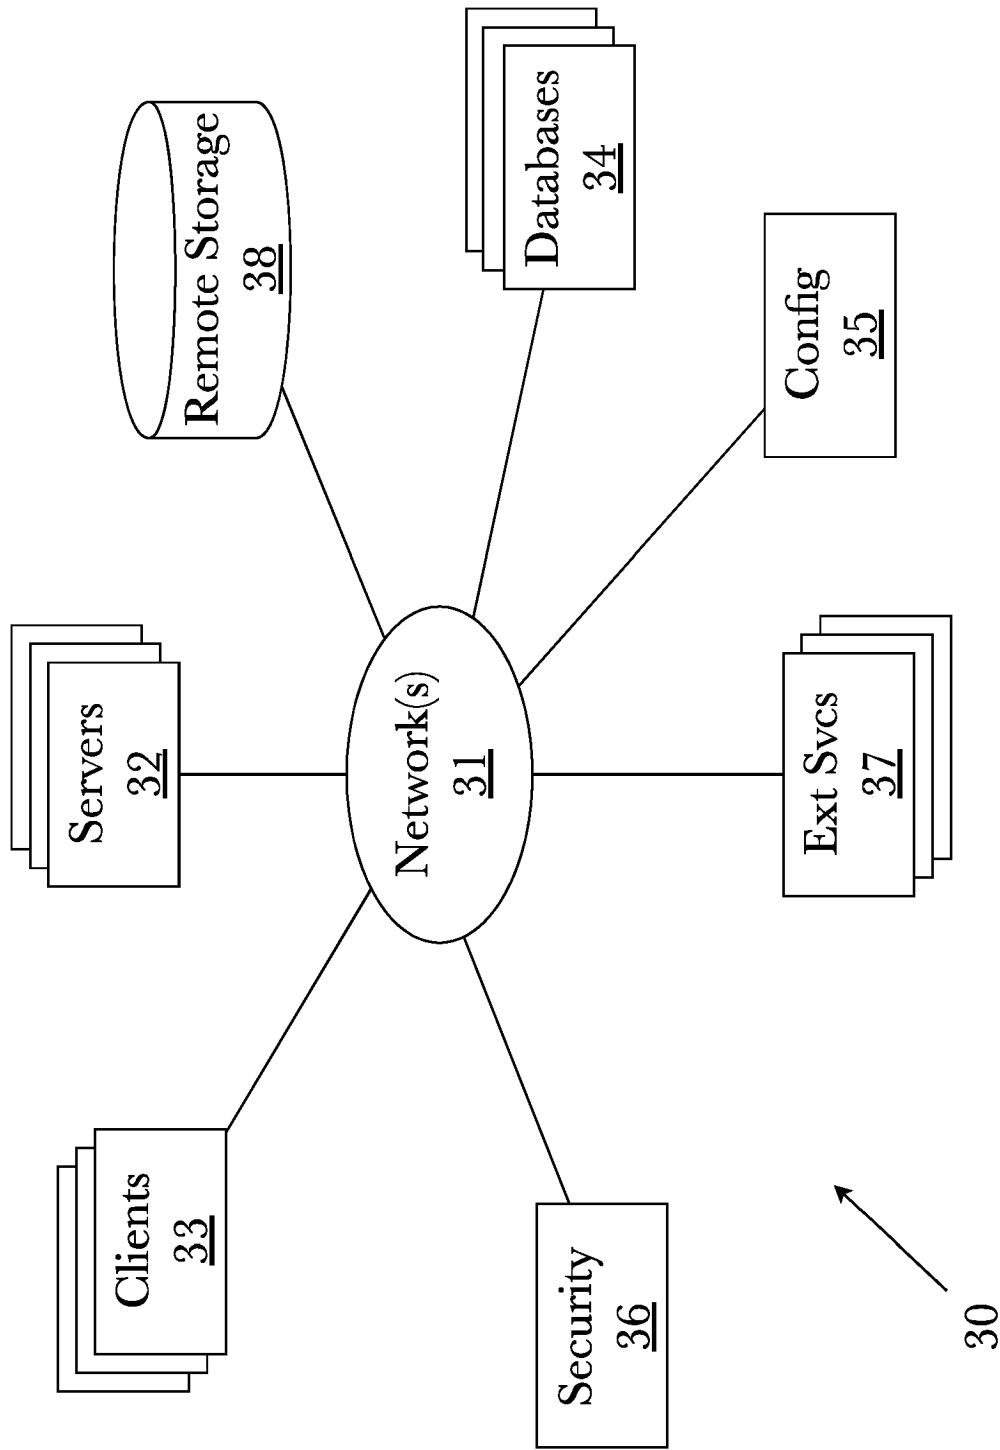 Servers
32
Remote Storage
38
Clients
33
Network(s)
31
Databases
34
Security
36
Ext Svcs
37
Config
35
30